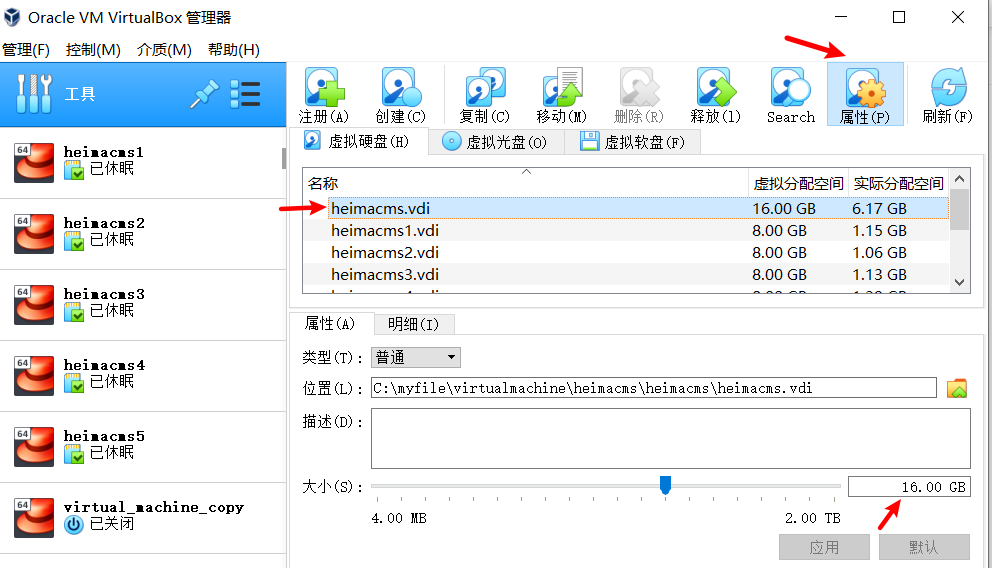 Oracle VM VirtualBox 管理器
管理(F) 控制(M) 介质(M) 帮助(H)
工具
注册(A) 创建(C) 复制(C) 移动(M) 删除(R) 释放(l) Search 属性(P) 刷新(F)
虚拟硬盘(H) 虚拟光盘(O) 虚拟软盘(F)
64 heimacms1
已休眠
64 heimacms2
已休眠
64 heimacms3
已休眠
64 heimacms4
已休眠
64 heimacms5
已休眠
64 virtual_machine_copy
已关闭
名称 虚拟分配空间 实际分配空间
heimacms.vdi 16.00 GB 6.17 GB
heimacms1.vdi 8.00 GB 1.15 GB
heimacms2.vdi 8.00 GB 1.06 GB
heimacms3.vdi 8.00 GB 1.13 GB
属性(A) 明细(I)
类型(T): 普通
位置(L): C:\myfile\virtualmachine\heimacms\heimacms\heimacms.vdi
描述(D):
大小(S): 16.00 GB
4.00 MB 2.00 TB
应用 默认